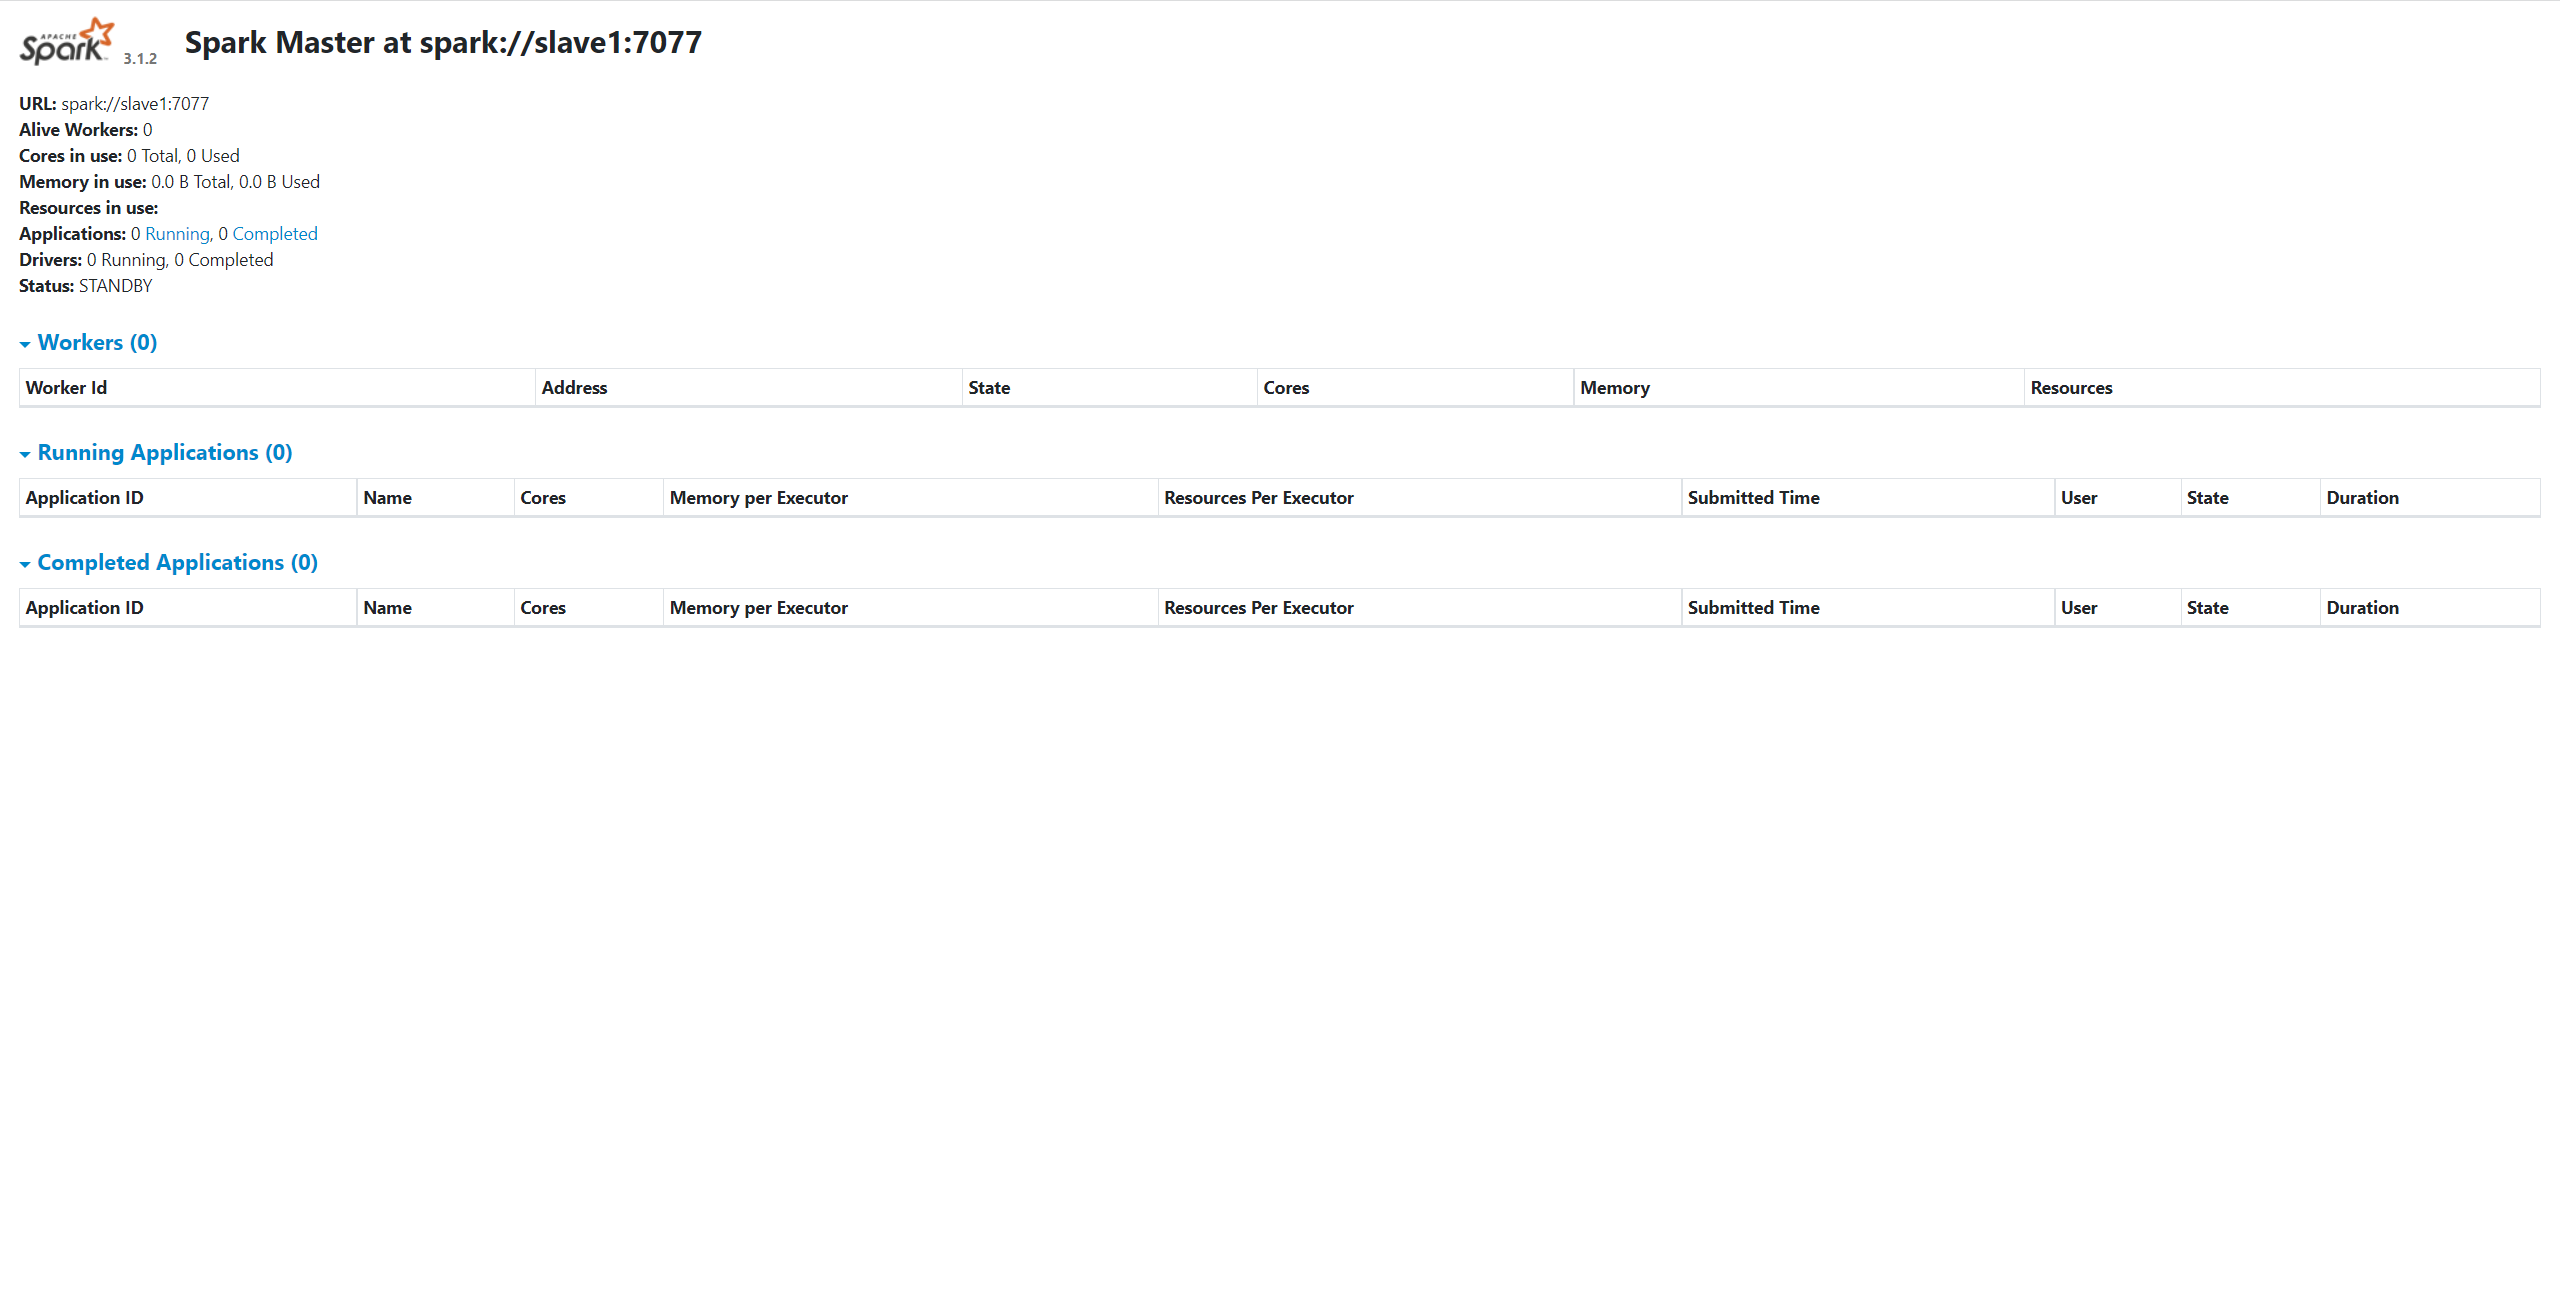 APACHE
Spark 3.1.2 Spark Master at spark://slave1:7077
URL: spark://slave1:7077
Alive Workers: 0
Cores in use: 0 Total, 0 Used
Memory in use: 0.0 B Total, 0.0 B Used
Resources in use:
Applications: 0 Running, 0 Completed
Drivers: 0 Running, 0 Completed
Status: STANDBY
Workers (0)
Worker Id Address State Cores Memory Resources
Running Applications (0)
Application ID Name Cores Memory per Executor Resources Per Executor Submitted Time User State Duration
Completed Applications (0)
Application ID Name Cores Memory per Executor Resources Per Executor Submitted Time User State Duration